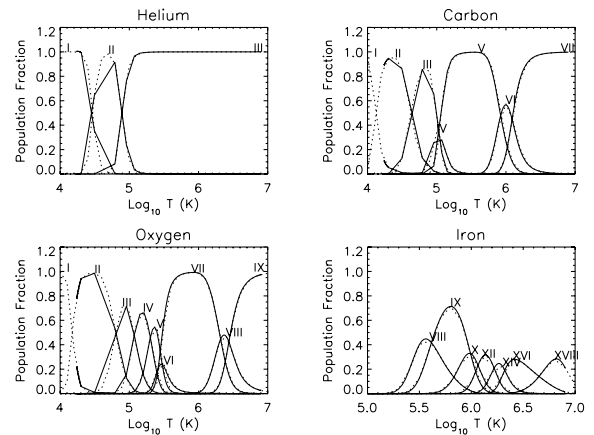 Helium
1.2
1.0
0.8
0.6
0.4
0.2
0.0
Population Fraction
I
II
III
4
5
6
7
Log10 T (K)
Carbon
1.2
1.0
0.8
0.6
0.4
0.2
0.0
Population Fraction
I
II
III
IV
V
VI
VII
4
5
6
7
Log10 T (K)
Oxygen
1.2
1.0
0.8
0.6
0.4
0.2
0.0
Population Fraction
I
II
III
IV
V
VI
VII
VIII
IX
4
5
6
7
Log10 T (K)
Iron
1.2
1.0
0.8
0.6
0.4
0.2
0.0
Population Fraction
VIII
IX
X
XII
XIV
XVI
XVIII
5.0
5.5
6.0
6.5
7.0
Log10 T (K)